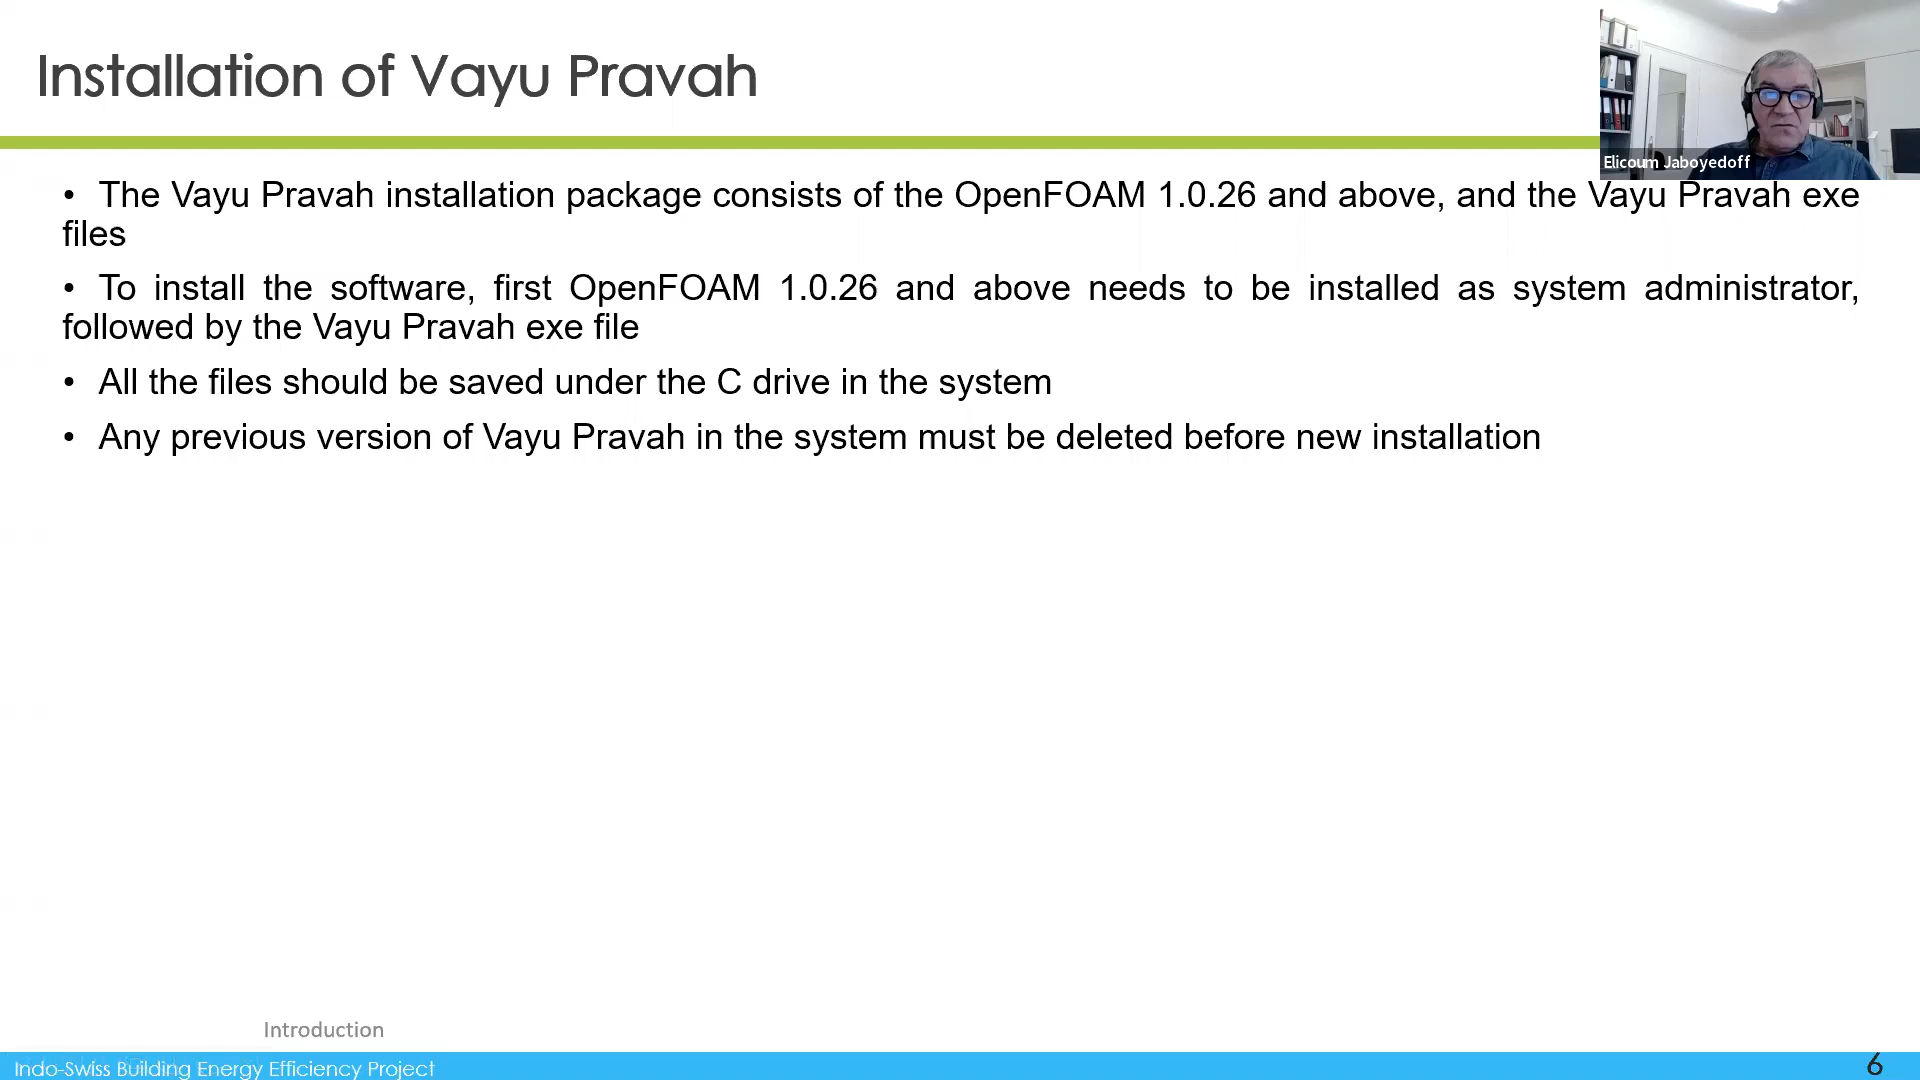 Installation of Vayu Pravah
Elicoum Jaboyedoff
• The Vayu Pravah installation package consists of the OpenFOAM 1.0.26 and above, and the Vayu Pravah exe
files
• To install the software, first OpenFOAM 1.0.26 and above needs to be installed as system administrator,
followed by the Vayu Pravah exe file
• All the files should be saved under the C drive in the system
• Any previous version of Vayu Pravah in the system must be deleted before new installation
Introduction
Indo-Swiss Building Energy Efficiency Project
6